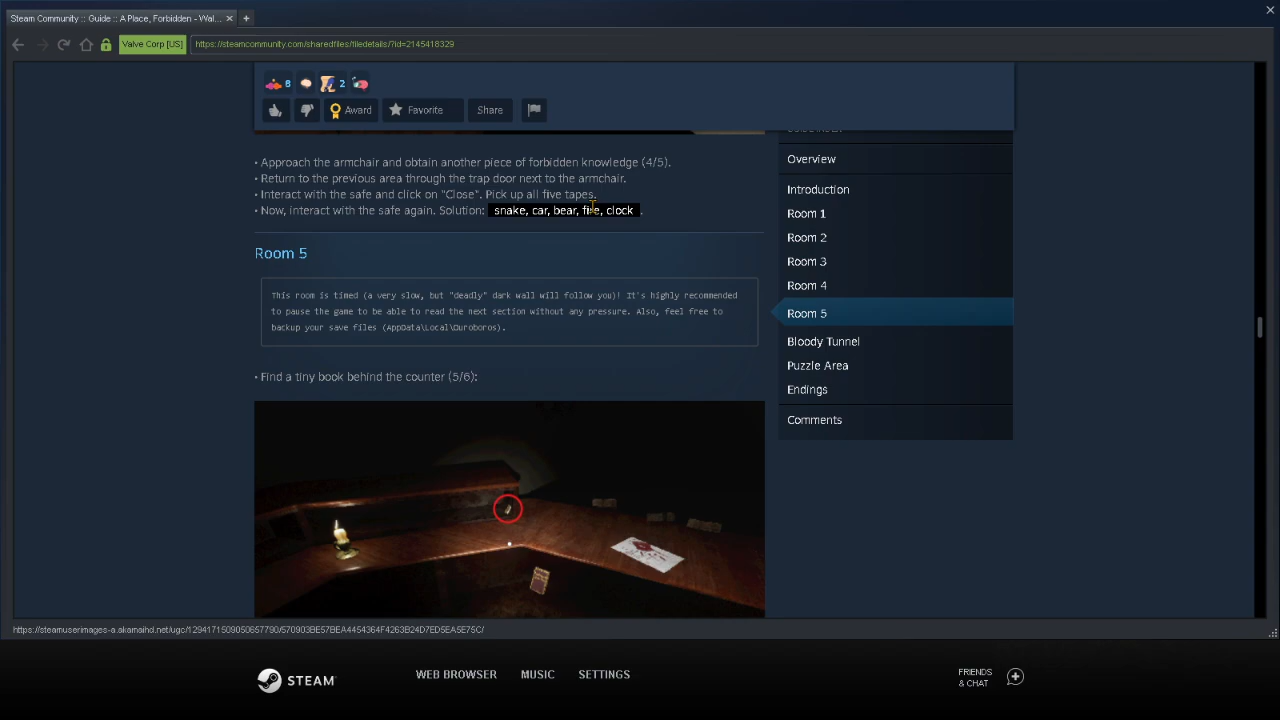 Steam Community :: Guide :: A Place, Forbidden - Wal...
Valve Corp [US]
https://steamcommunity.com/sharedfiles/filedetails/?id=2145418329
8
2
Award
Favorite
Share
• Approach the armchair and obtain another piece of forbidden knowledge (4/5).
• Return to the previous area through the trap door next to the armchair.
• Interact with the safe and click on "Close". Pick up all five tapes.
• Now, interact with the safe again. Solution: snake, car, bear, fire, clock .
Room 5
This room is timed (a very slow, but "deadly" dark wall will follow you)! It's highly recommended
to pause the game to be able to read the next section without any pressure. Also, feel free to
backup your save files (AppData\Local\Ouroboros).
• Find a tiny book behind the counter (5/6):
Overview
Introduction
Room 1
Room 2
Room 3
Room 4
Room 5
Bloody Tunnel
Puzzle Area
Endings
Comments
https://steamuserimages-a.akamaihd.net/ugc/1294171509050657790/570903BE57BEA4454364F4263B24D7ED5EA5E75C/
STEAM
WEB BROWSER
MUSIC
SETTINGS
FRIENDS
& CHAT